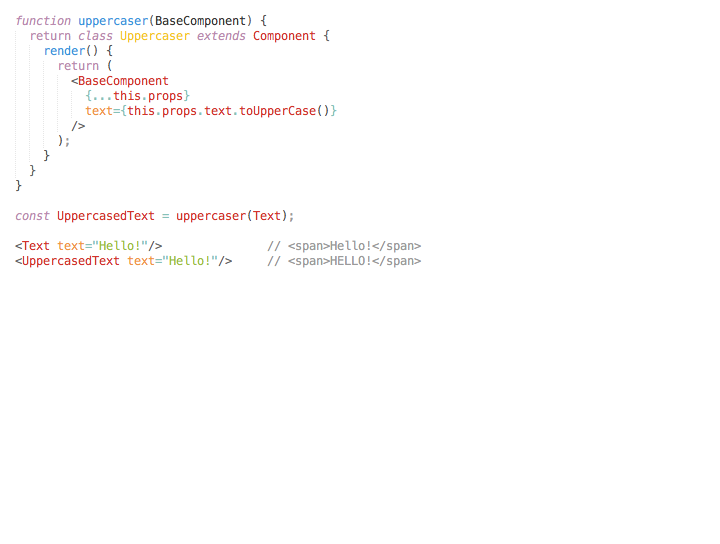 function uppercaser(BaseComponent) {
  return class Uppercaser extends Component {
    render() {
      return (
        <BaseComponent
          {...this.props}
          text={this.props.text.toUpperCase()}
        />
      );
    }
  }
}

const UppercasedText = uppercaser(Text);

<Text text="Hello!"/>               // <span>Hello!</span>
<UppercasedText text="Hello!"/>     // <span>HELLO!</span>